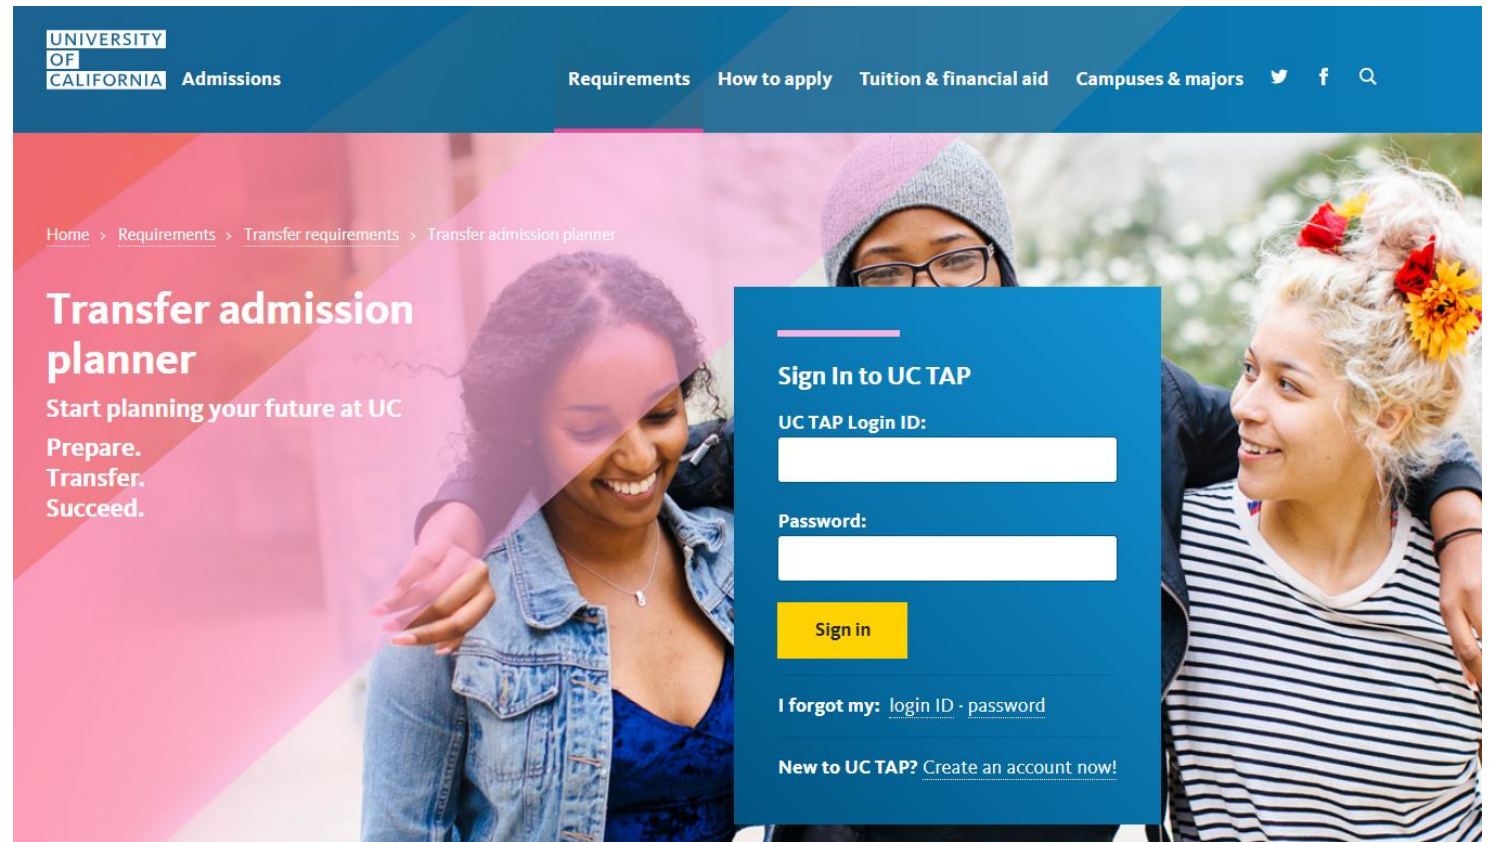 UNIVERSITY
OF
CALIFORNIA Admissions
Requirements How to apply Tuition & financial aid Campuses & majors
Home > Requirements > Transfer requirements > Transfer admission planner
Transfer admission
planner
Start planning your future at UC
Prepare.
Transfer.
Succeed.
Sign In to UC TAP
UC TAP Login ID:
Password:
Sign in
I forgot my: login ID · password
New to UC TAP? Create an account now!